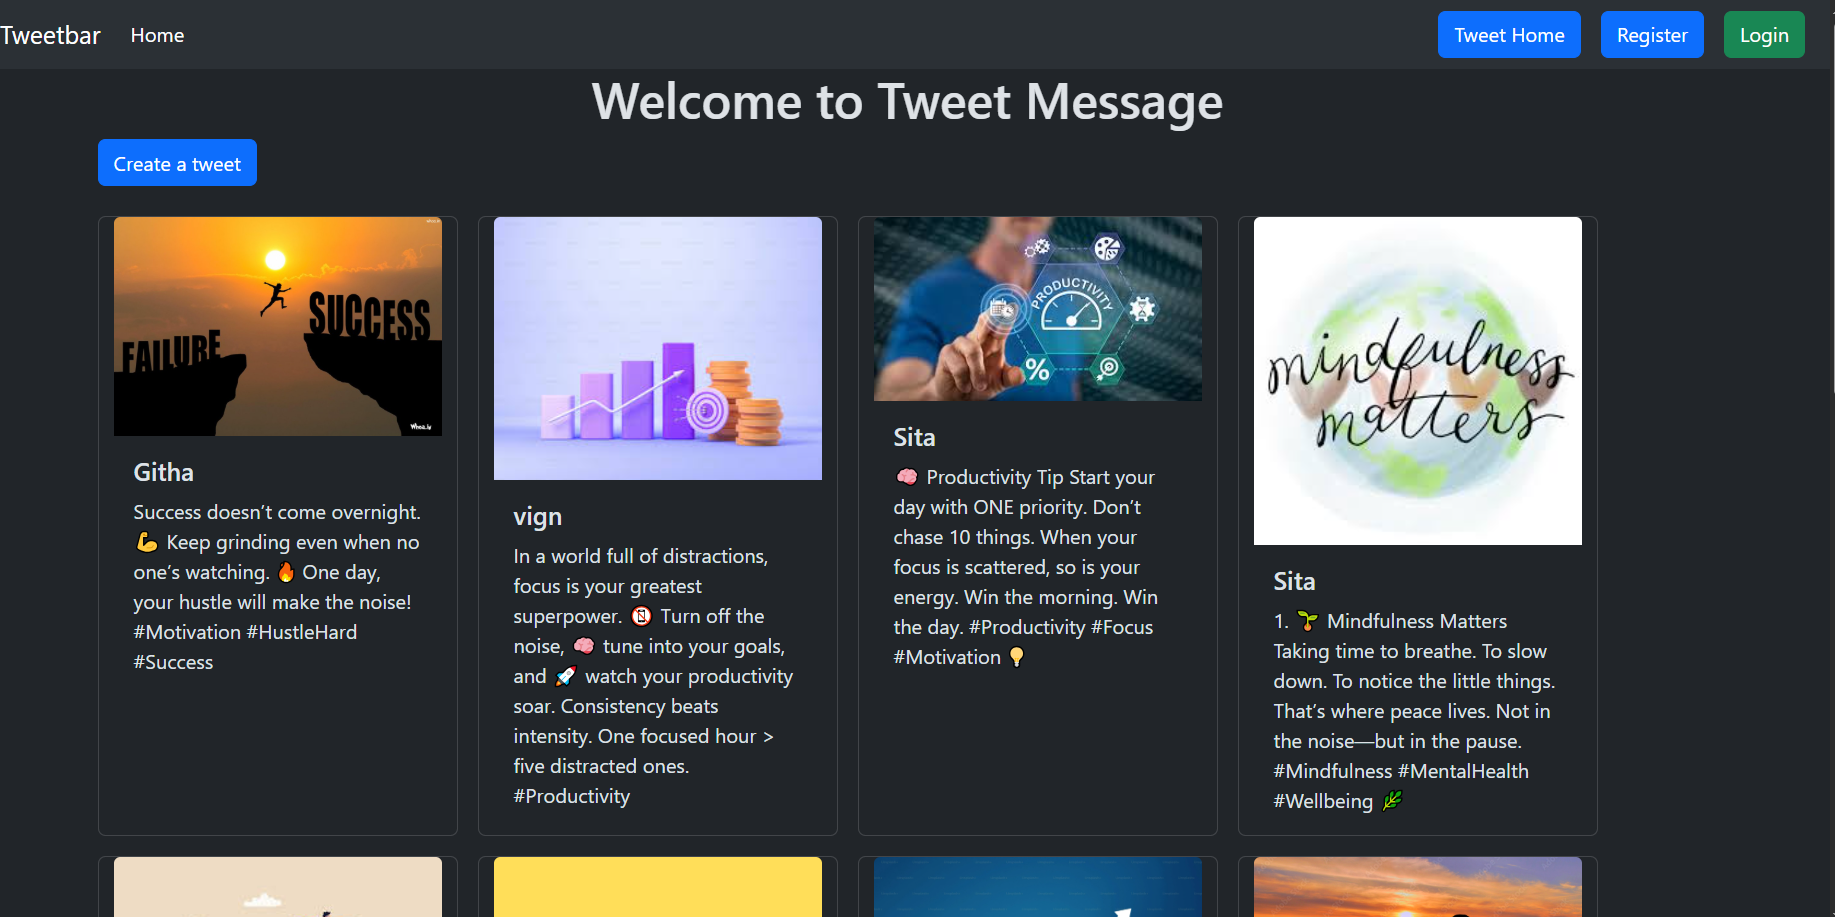 Tweetbar Home Tweet Home Register Login
Welcome to Tweet Message
Create a tweet
FAILURE
SUCCESS
Githa
Success doesn’t come overnight.
💪 Keep grinding even when no
one’s watching. 🔥 One day,
your hustle will make the noise!
#Motivation #HustleHard
#Success
vign
In a world full of distractions,
focus is your greatest
superpower. 📵 Turn off the
noise, 🧠 tune into your goals,
and 🚀 watch your productivity
soar. Consistency beats
intensity. One focused hour >
five distracted ones.
#Productivity
PRODUCTIVITY
%
Sita
🧠 Productivity Tip Start your
day with ONE priority. Don’t
chase 10 things. When your
focus is scattered, so is your
energy. Win the morning. Win
the day. #Productivity #Focus
#Motivation 💡
mindfulness
matters
Sita
1. 🌱 Mindfulness Matters
Taking time to breathe. To slow
down. To notice the little things.
That’s where peace lives. Not in
the noise—but in the pause.
#Mindfulness #MentalHealth
#Wellbeing 🌿